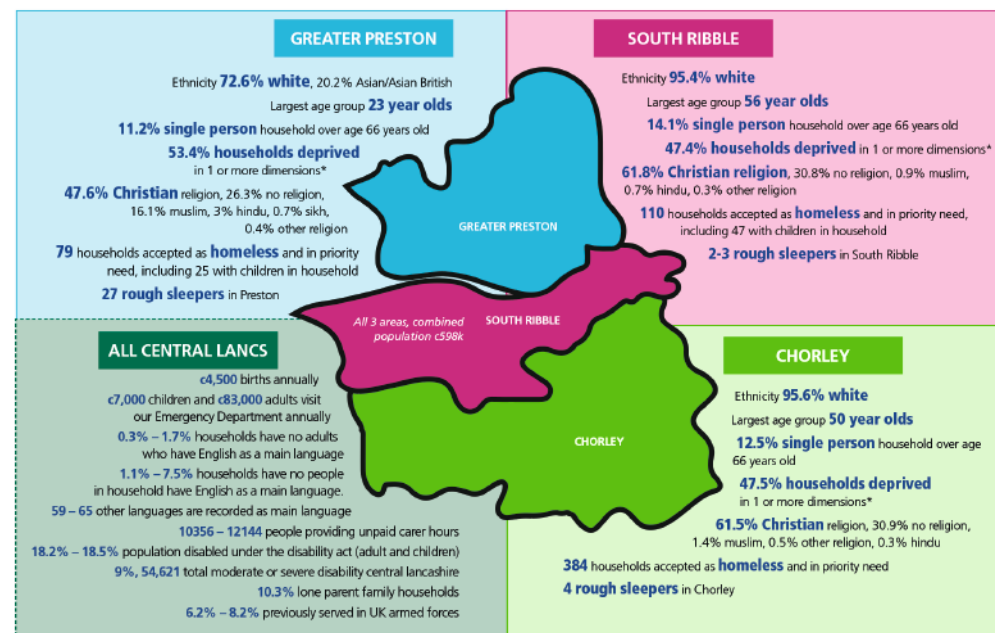 GREATER PRESTON
Ethnicity 72.6% white, 20.2% Asian/Asian British
Largest age group 23 year olds
11.2% single person household over age 66 years old
53.4% households deprived
in 1 or more dimensions*
47.6% Christian religion, 26.3% no religion,
16.1% muslim, 3% hindu, 0.7% sikh,
0.4% other religion
79 households accepted as homeless and in priority
need, including 25 with children in household
27 rough sleepers in Preston
SOUTH RIBBLE
Ethnicity 95.4% white
Largest age group 56 year olds
14.1% single person household over age 66 years old
47.4% households deprived in 1 or more dimensions*
61.8% Christian religion, 30.8% no religion, 0.9% muslim,
0.7% hindu, 0.3% other religion
110 households accepted as homeless and in priority need,
including 47 with children in household
2-3 rough sleepers in South Ribble
GREATER PRESTON
All 3 areas, combined
population c598k
SOUTH RIBBLE
CHORLEY
ALL CENTRAL LANCS
c4,500 births annually
c7,000 children and c83,000 adults visit
our Emergency Department annually
0.3% – 1.7% households have no adults
who have English as a main language
1.1% – 7.5% households have no people
in household have English as a main language.
59 – 65 other languages are recorded as main language
10356 – 12144 people providing unpaid carer hours
18.2% – 18.5% population disabled under the disability act (adult and children)
9%, 54,621 total moderate or severe disability central lancashire
10.3% lone parent family households
6.2% – 8.2% previously served in UK armed forces
CHORLEY
Ethnicity 95.6% white
Largest age group 50 year olds
12.5% single person household over age
66 years old
47.5% households deprived
in 1 or more dimensions*
61.5% Christian religion, 30.9% no religion,
1.4% muslim, 0.5% other religion, 0.3% hindu
384 households accepted as homeless and in priority need
4 rough sleepers in Chorley